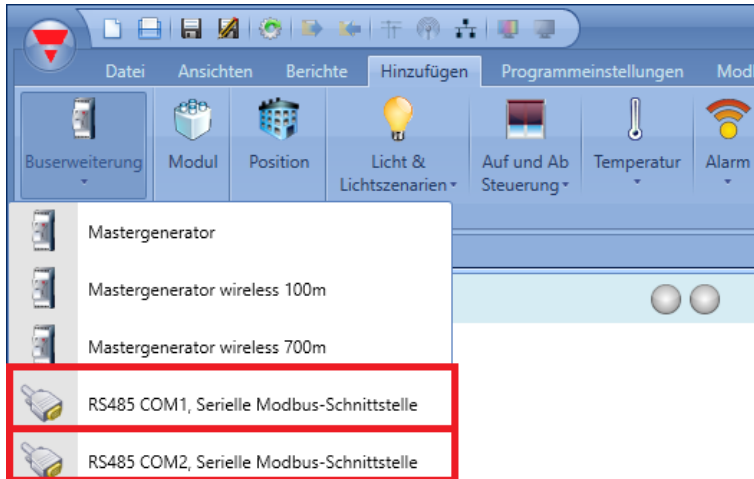 Datei Ansichten Berichte Hinzufügen Programmeinstellungen
Buserweiterung Modul Position Licht & Lichtszenarien Auf und Ab Steuerung Temperatur Alarm
Mastergenerator
Mastergenerator wireless 100m
Mastergenerator wireless 700m
RS485 COM1, Serielle Modbus-Schnittstelle
RS485 COM2, Serielle Modbus-Schnittstelle